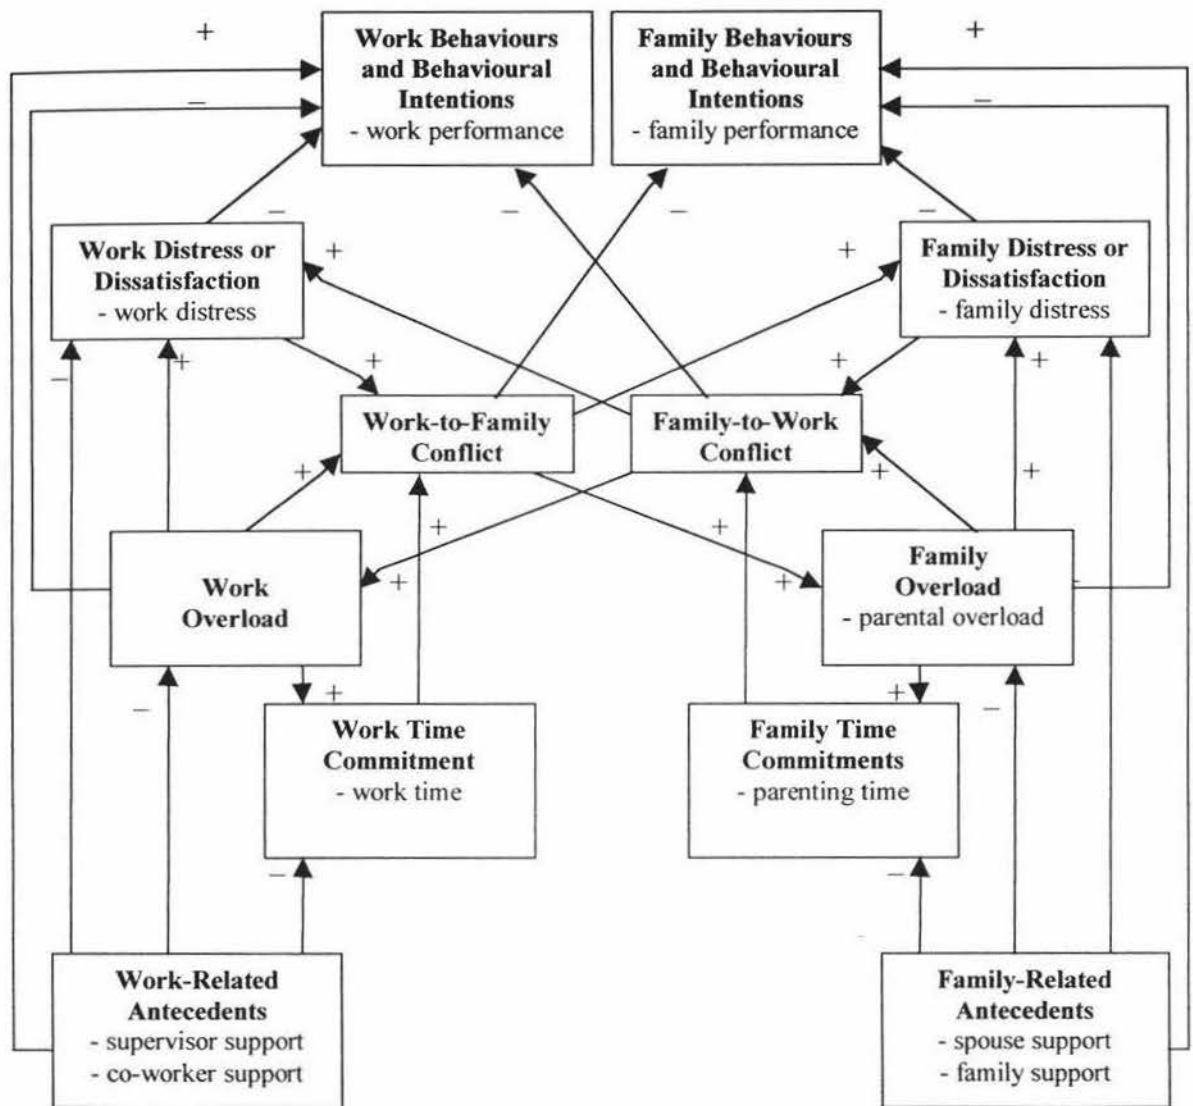 +
Work Behaviours
and Behavioural
Intentions
- work performance
Family Behaviours
and Behavioural
Intentions
- family performance
+
–
–
–
–
–
–
Work Distress or
Dissatisfaction
- work distress
+
+
Family Distress or
Dissatisfaction
- family distress
–
+
+
+
+
Work-to-Family
Conflict
Family-to-Work
Conflict
+
+
+
+
+
Work
Overload
+
+
Family
Overload
- parental overload
–
+
+
–
Work Time
Commitment
- work time
Family Time
Commitments
- parenting time
–
–
Work-Related
Antecedents
- supervisor support
- co-worker support
Family-Related
Antecedents
- spouse support
- family support